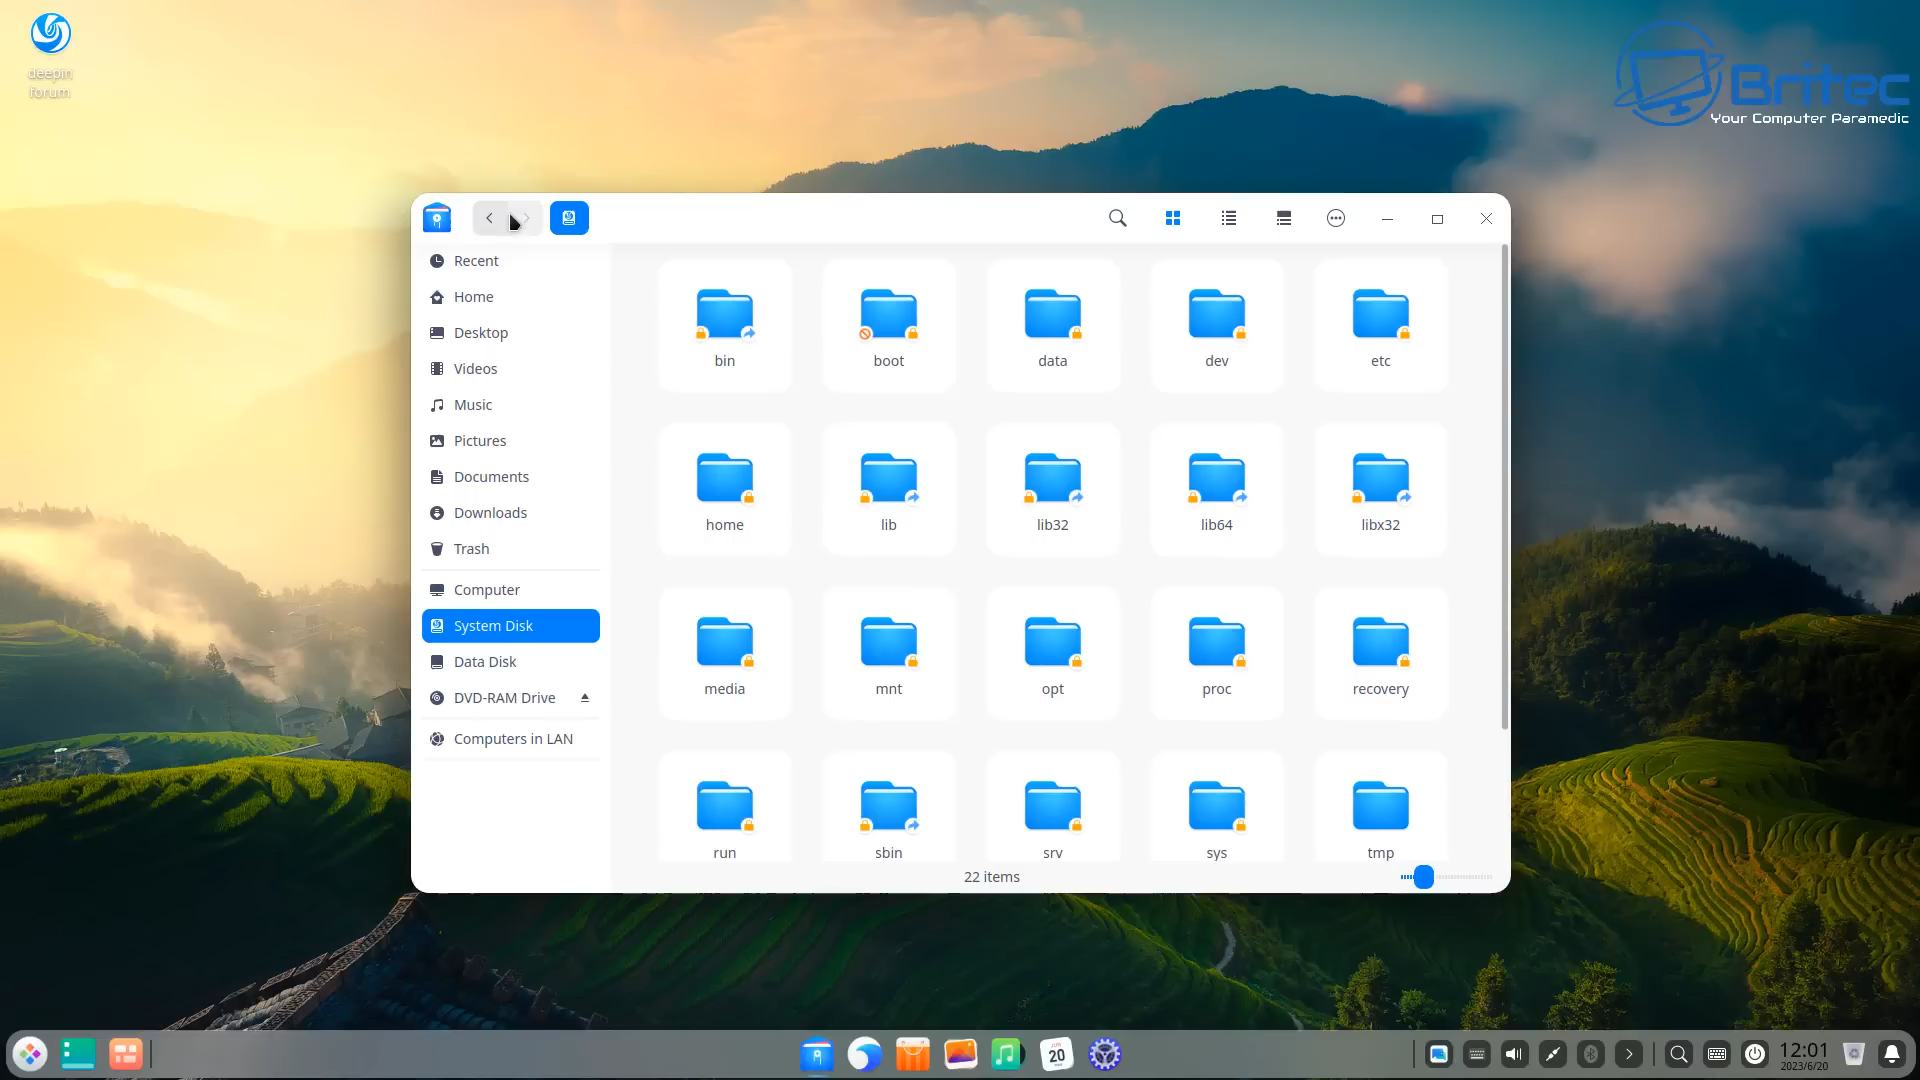 deepin
forum
Britec
Your Computer Paramedic
Recent
Home
Desktop
Videos
Music
Pictures
Documents
Downloads
Trash
Computer
System Disk
Data Disk
DVD-RAM Drive
Computers in LAN
bin
boot
data
dev
etc
home
lib
lib32
lib64
libx32
media
mnt
opt
proc
recovery
run
sbin
srv
sys
tmp
22 items
JUN
20
12:01
2023/6/20